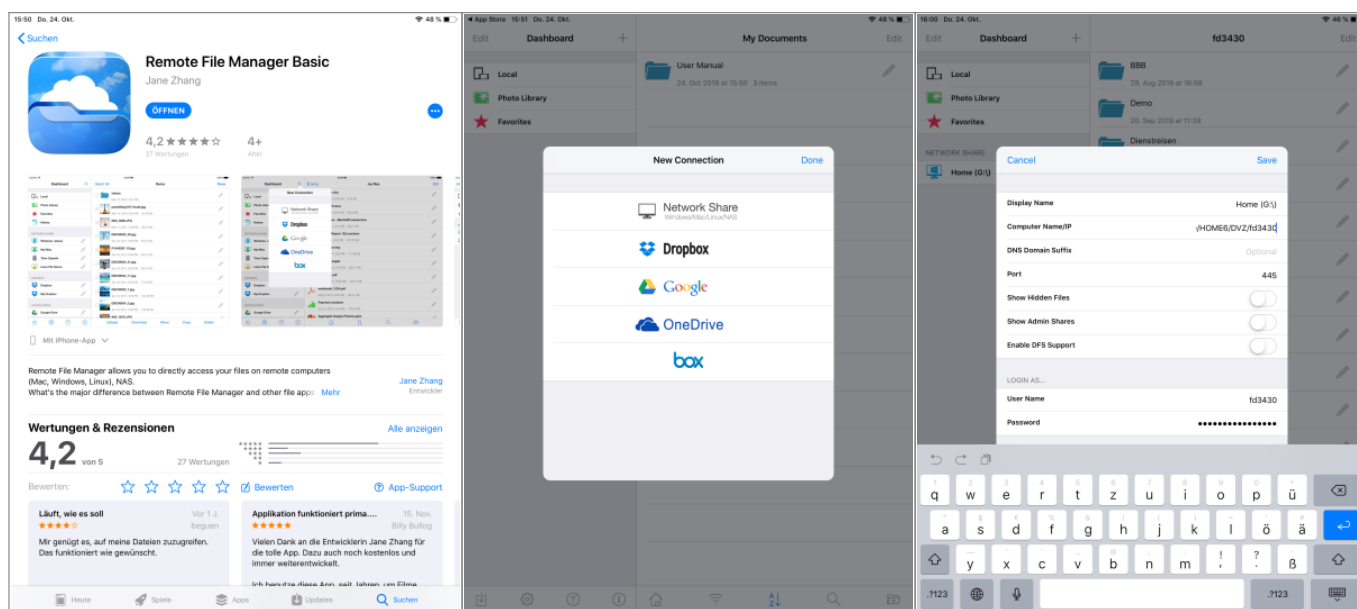 15:50 Do. 24. Okt.
48 %
Suchen
Remote File Manager Basic
Jane Zhang
ÖFFNEN
4,2
4+
27 Wertungen
Alter
Mit iPhone-App
Remote File Manager allows you to directly access your files on remote computers
(Mac, Windows, Linux), NAS.
What's the major difference between Remote File Manager and other file apps
Mehr
Jane Zhang
Entwickler
Wertungen & Rezensionen
Alle anzeigen
4,2 von 5
27 Wertungen
Bewerten:
Bewerten
App-Support
Läuft, wie es soll
Vor 1 J.
beguen
Mir genügt es, auf meine Dateien zuzugreifen.
Das funktioniert wie gewünscht.
Applikation funktioniert prima....
15. Nov.
Billy Bullog
Vielen Dank an die Entwicklerin Jane Zhang für
die tolle App. Dazu auch noch kostenlos und
immer weiterentwickelt.
Ich benutze diese App, seit Jahren, um Filme
Heute
Spiele
Apps
Updates
Suchen
App Store 15:51 Do. 24. Okt.
48 %
Edit
Dashboard
+
My Documents
Edit
Local
Photo Library
Favorites
User Manual
24. Oct 2019 at 15:50 3 items
New Connection
Done
Network Share
Windows/Mac/Linux/NAS
Dropbox
Google
OneDrive
box
16:00 Do. 24. Okt.
46 %
Edit
Dashboard
+
fd3430
Edit
Local
Photo Library
Favorites
NETWORK SHARE
Home (G:\)
BBB
29. Aug 2019 at 16:58
Demo
20. Sep 2019 at 11:59
Dienstreisen
Cancel
Save
Display Name
Home (G:\)
Computer Name/IP
/HOME6/DVZ/fd3430
DNS Domain Suffix
Optional
Port
445
Show Hidden Files
Show Admin Shares
Enable DFS Support
LOGIN AS...
User Name
fd3430
Password
q w e r t z u i o p ü
a s d f g h j k l ö ä
y x c v b n m ! , ? . ß
.?123
.?123